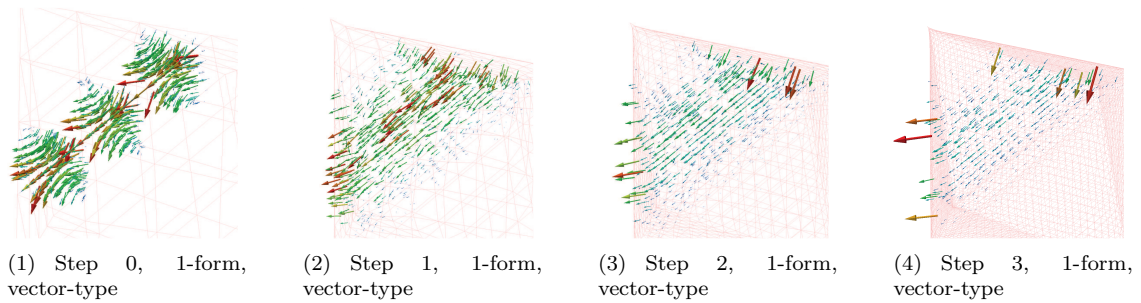 (1) Step 0, 1-form,
vector-type
(2) Step 1, 1-form,
vector-type
(3) Step 2, 1-form,
vector-type
(4) Step 3, 1-form,
vector-type